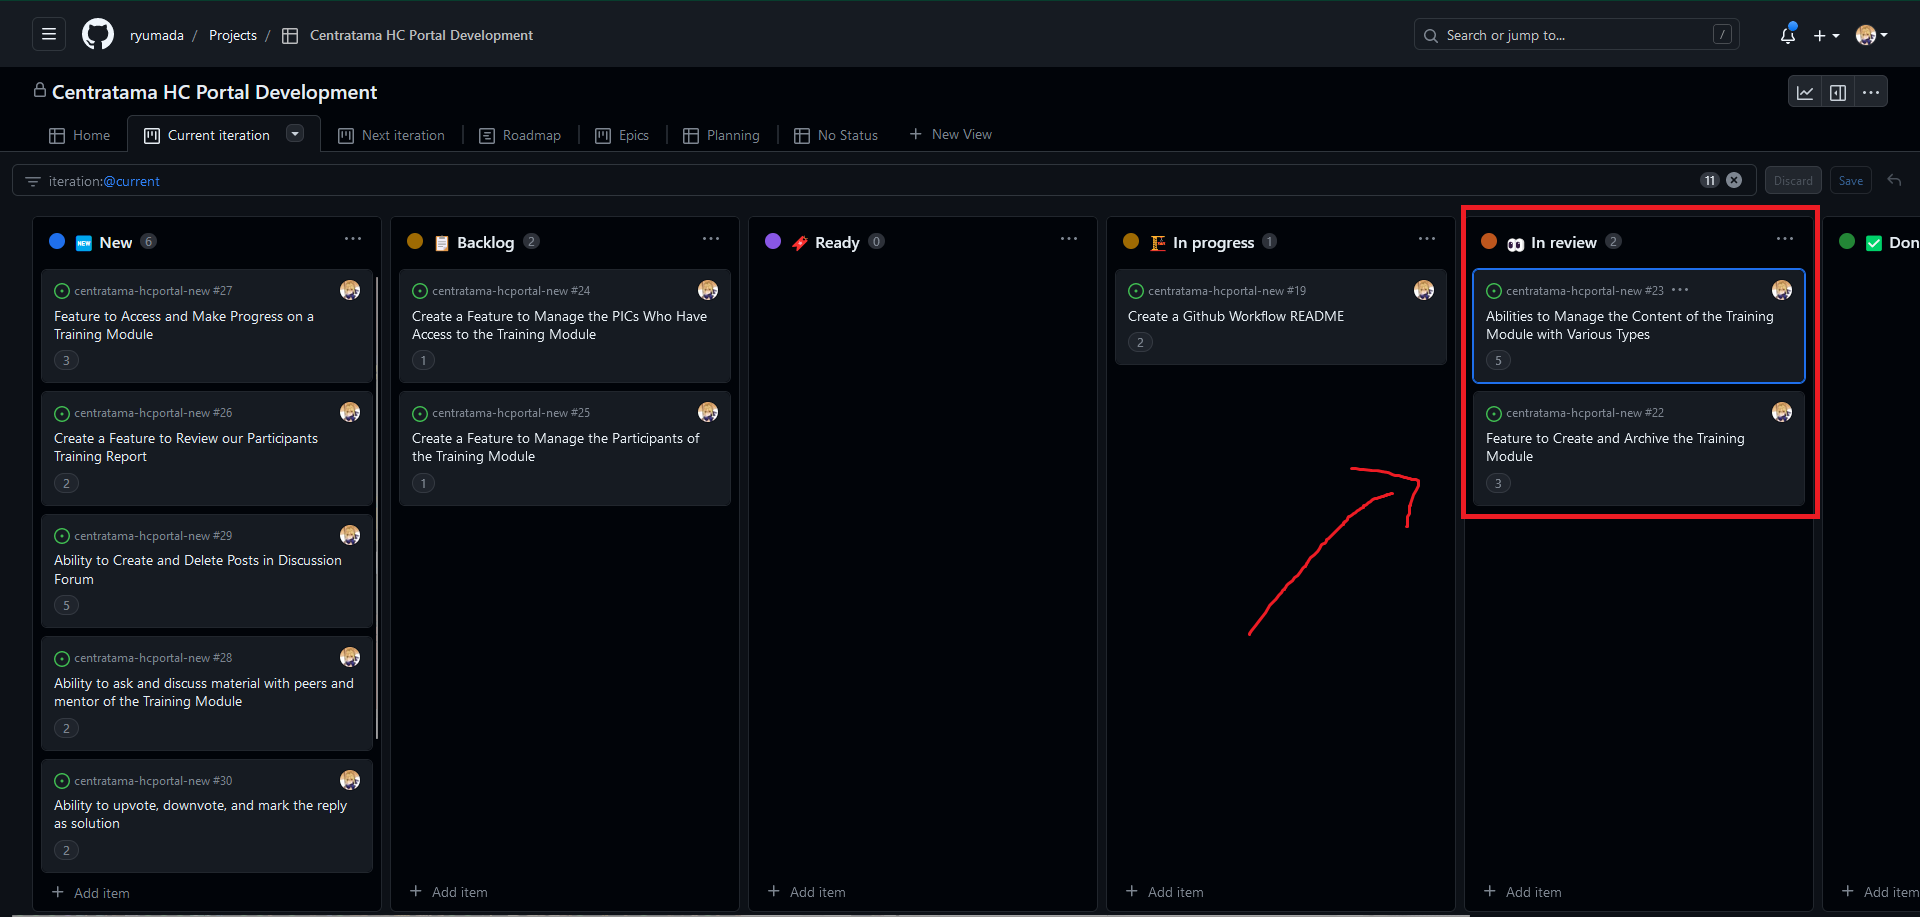 ryumada / Projects / Centratama HC Portal Development
Search or jump to... /
Centratama HC Portal Development
Home Current iteration Next iteration Roadmap Epics Planning No Status New View
iteration:@current 11 Discard Save
New 6
centratama-hcportal-new #27
Feature to Access and Make Progress on a
Training Module
3
centratama-hcportal-new #26
Create a Feature to Review our Participants
Training Report
2
centratama-hcportal-new #29
Ability to Create and Delete Posts in Discussion
Forum
5
centratama-hcportal-new #28
Ability to ask and discuss material with peers and
mentor of the Training Module
2
centratama-hcportal-new #30
Ability to upvote, downvote, and mark the reply
as solution
2
Add item
Backlog 2
centratama-hcportal-new #24
Create a Feature to Manage the PICs Who Have
Access to the Training Module
1
centratama-hcportal-new #25
Create a Feature to Manage the Participants of
the Training Module
1
Add item
Ready 0
Add item
In progress 1
centratama-hcportal-new #19
Create a Github Workflow README
2
Add item
In review 2
centratama-hcportal-new #23
Abilities to Manage the Content of the Training
Module with Various Types
5
centratama-hcportal-new #22
Feature to Create and Archive the Training
Module
3
Add item
Don
Add item